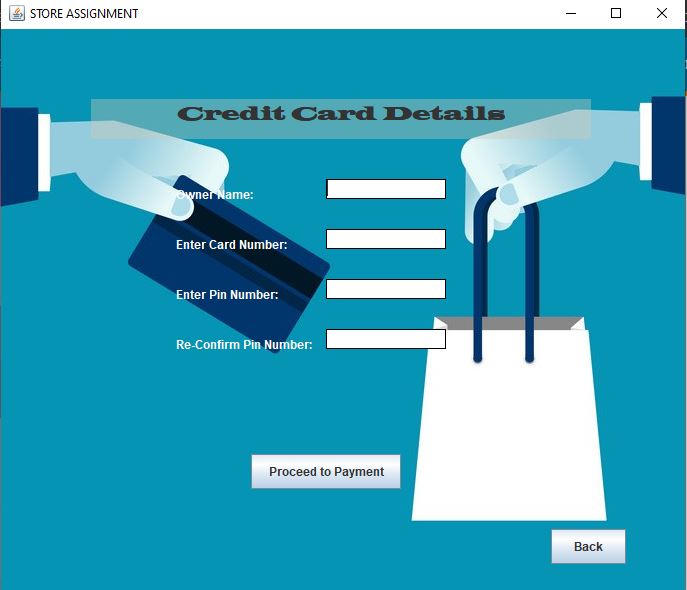 STORE ASSIGNMENT
Credit Card Details
Owner Name:
Enter Card Number:
Enter Pin Number:
Re-Confirm Pin Number:
Proceed to Payment
Back